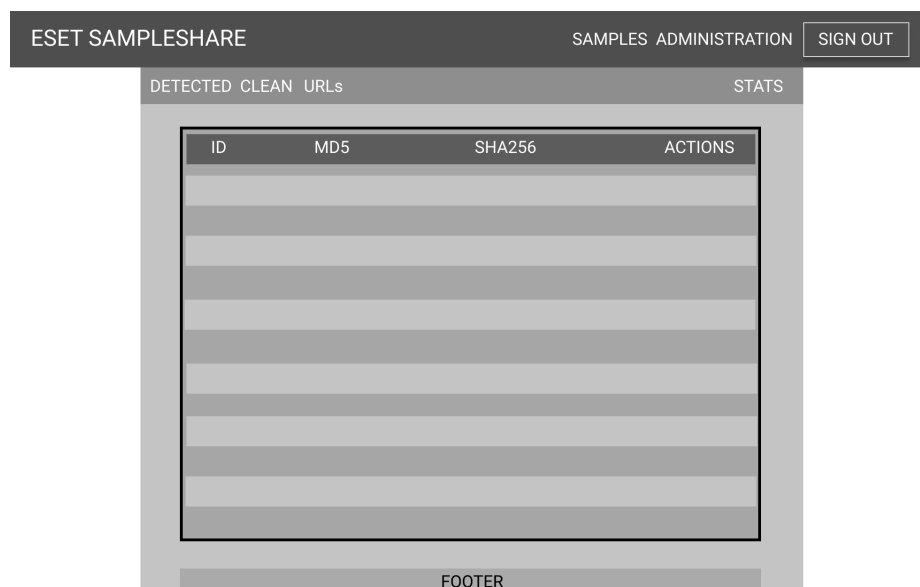 ESET SAMPLESHARE SAMPLES ADMINISTRATION SIGN OUT
DETECTED CLEAN URLs STATS
ID MD5 SHA256 ACTIONS
FOOTER